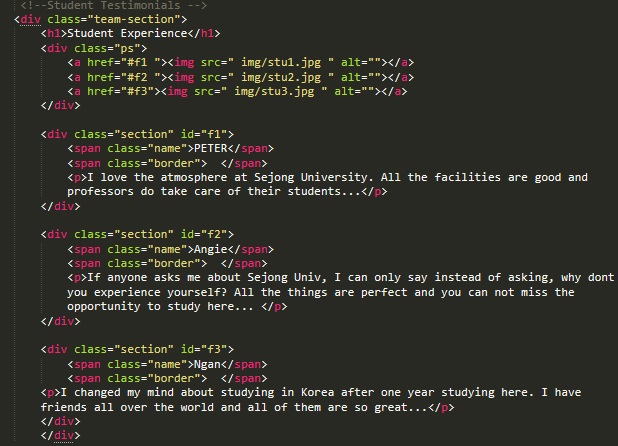 <!--Student Testimonials -->
<div class="team-section">
<h1>Student Experience</h1>
<div class="ps">
<a href="#f1 "><img src=" img/stu1.jpg " alt=""></a>
<a href="#f2 "><img src=" img/stu2.jpg " alt=""></a>
<a href="#f3"><img src=" img/stu3.jpg " alt=""></a>
</div>
<div class="section" id="f1">
<span class="name">PETER</span>
<span class="border">  </span>
<p>I love the atmosphere at Sejong University. All the facilities are good and
professors do take care of their students...</p>
</div>
<div class="section" id="f2">
<span class="name">Angie</span>
<span class="border">  </span>
<p>If anyone asks me about Sejong Univ, I can only say instead of asking, why dont
you experience yourself? All the things are perfect and you can not miss the
opportunity to study here... </p>
</div>
<div class="section" id="f3">
<span class="name">Ngan</span>
<span class="border">  </span>
<p>I changed my mind about studying in Korea after one year studying here. I have
friends all over the world and all of them are so great...</p>
</div>
</div>